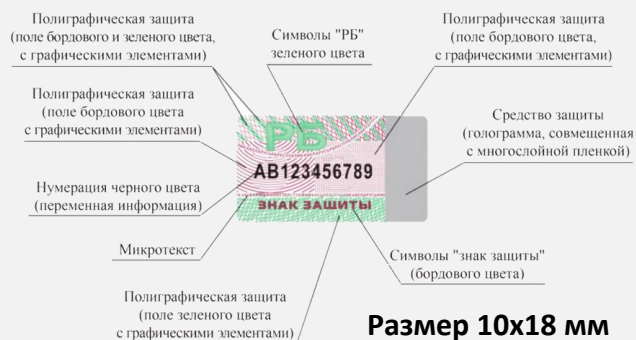 Полиграфическая защита
(поле бордового и зеленого цвета,
с графическими элементами)
Символы "РБ"
зеленого цвета
Полиграфическая защита
(поле бордового цвета,
с графическими элементами)
Полиграфическая защита
(поле бордового цвета
с графическими элементами)
Средство защиты
(голограмма, совмещенная
с многослойной пленкой)
РБ
АВ123456789
ЗНАК ЗАЩИТЫ
Нумерация черного цвета
(переменная информация)
Микротекст
Символы "знак защиты"
(бордового цвета)
Полиграфическая защита
(поле зеленого цвета
с графическими элементами)
Размер 10х18 мм